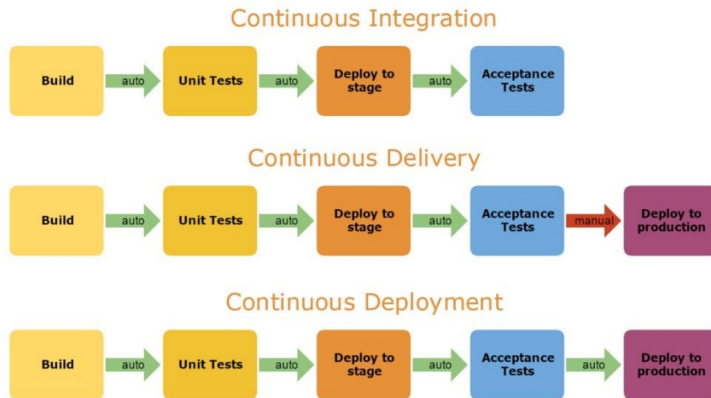 Continuous Integration
Build
auto
Unit Tests
auto
Deploy to
stage
auto
Acceptance
Tests
Continuous Delivery
Build
auto
Unit Tests
auto
Deploy to
stage
auto
Acceptance
Tests
manual
Deploy to
production
Continuous Deployment
Build
auto
Unit Tests
auto
Deploy to
stage
auto
Acceptance
Tests
auto
Deploy to
production